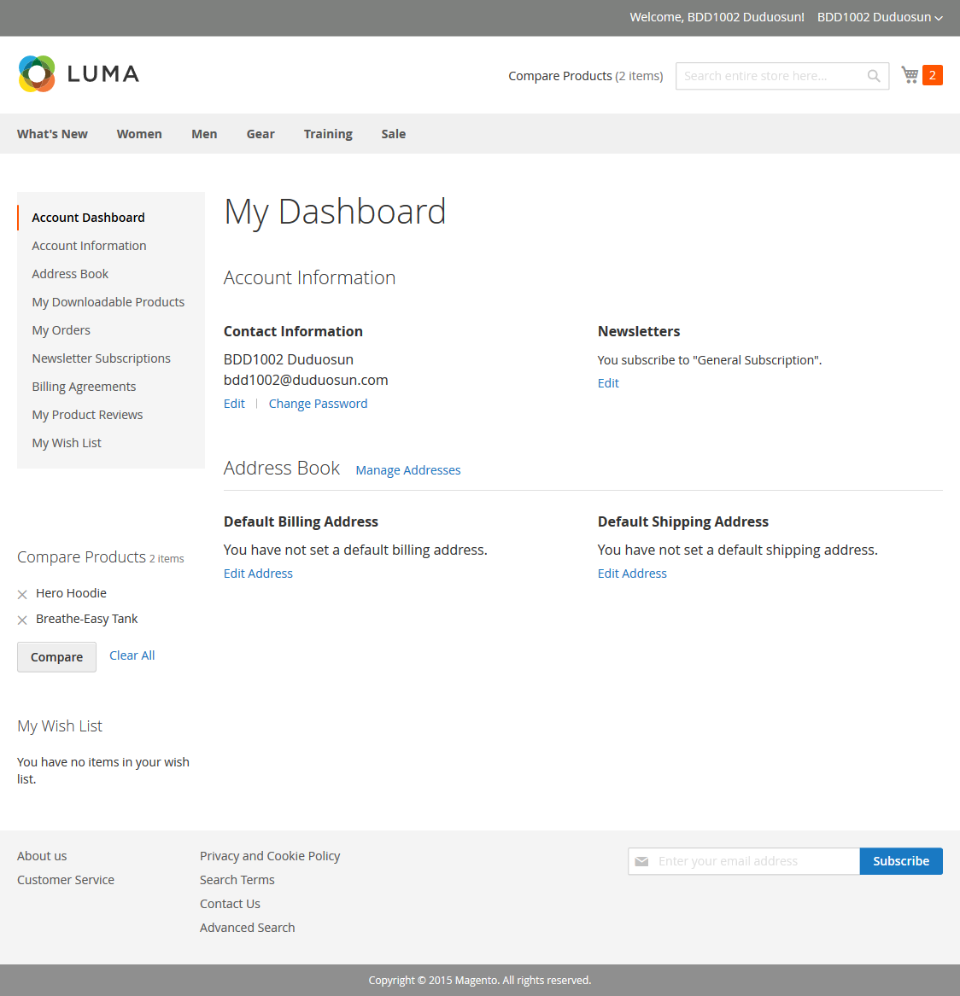 Welcome, BDD1002 Duduosun! BDD1002 Duduosun
LUMA
Compare Products (2 items)
Search entire store here...
2
What's New Women Men Gear Training Sale
Account Dashboard
Account Information
Address Book
My Downloadable Products
My Orders
Newsletter Subscriptions
Billing Agreements
My Product Reviews
My Wish List
My Dashboard
Account Information
Contact Information
BDD1002 Duduosun
bdd1002@duduosun.com
Edit | Change Password
Newsletters
You subscribe to "General Subscription".
Edit
Address Book Manage Addresses
Default Billing Address
You have not set a default billing address.
Edit Address
Default Shipping Address
You have not set a default shipping address.
Edit Address
Compare Products 2 items
Hero Hoodie
Breathe-Easy Tank
Compare Clear All
My Wish List
You have no items in your wish
list.
About us
Customer Service
Privacy and Cookie Policy
Search Terms
Contact Us
Advanced Search
Enter your email address Subscribe
Copyright © 2015 Magento. All rights reserved.